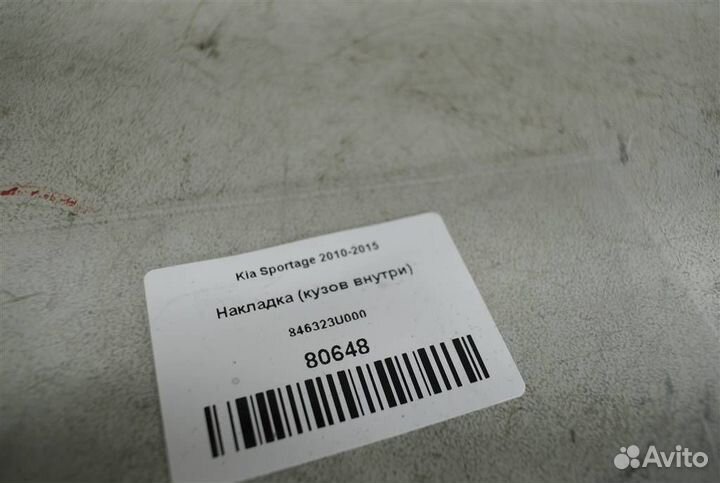 Kia Sportage 2010-2015
Накладка (кузов внутри)
846323U000
80648
Avito